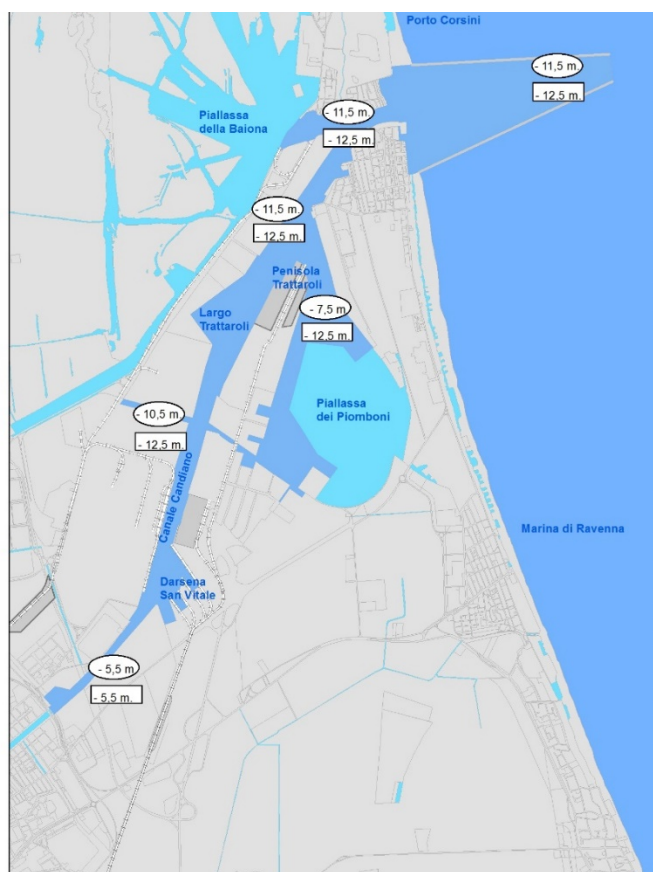 Porto Corsini
- 11,5 m.
- 12,5 m.
Piallassa
della Baiona
- 11,5 m.
- 12,5 m.
- 11,5 m.
- 12,5 m.
Penisola
Trattaroli
Largo
Trattaroli
- 7,5 m
- 12,5 m.
Piallassa
dei Piomboni
- 10,5 m.
- 12,5 m.
Canale Candiano
Marina di Ravenna
Darsena
San Vitale
- 5,5 m
- 5,5 m.